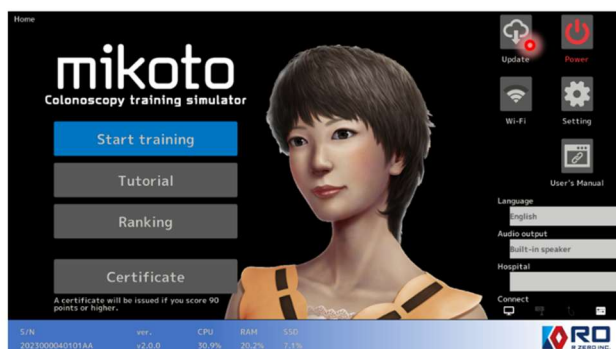 Home
mikoto
Colonoscopy training simulator
Start training
Tutorial
Ranking
Certificate
A certificate will be issued if you score 90
points or higher.
Update
Power
Wi-Fi
Setting
User's Manual
Language
English
Audio output
Built-in speaker
Hospital
Connect
S/N ver. CPU RAM SSD
2023000040101AA v2.0.0 30.9% 20.2% 7.1%
RO
R ZERO INC